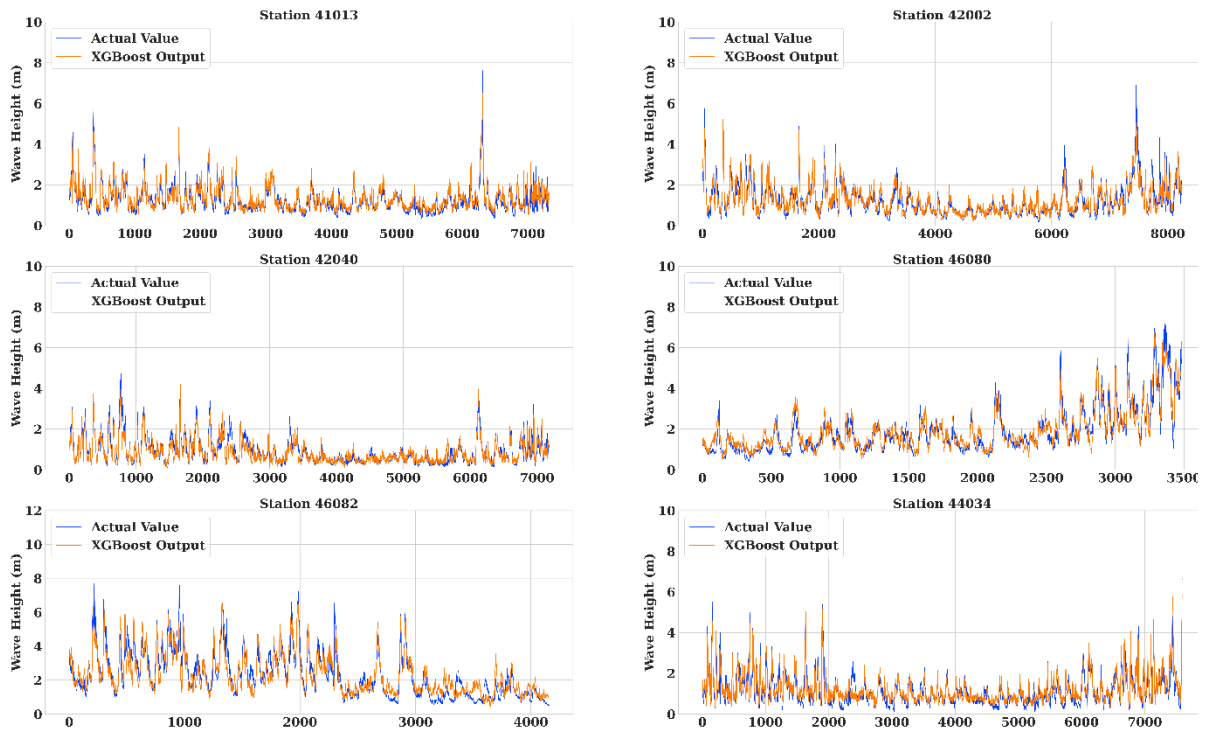 Station 41013
10
8
6
4
2
0
Wave Height (m)
Actual Value
XGBoost Output
0 1000 2000 3000 4000 5000 6000 7000
Station 42002
10
8
6
4
2
0
Wave Height (m)
Actual Value
XGBoost Output
0 2000 4000 6000 8000
Station 42040
10
8
6
4
2
0
Wave Height (m)
Actual Value
XGBoost Output
0 1000 2000 3000 4000 5000 6000 7000
Station 46080
10
8
6
4
2
0
Wave Height (m)
Actual Value
XGBoost Output
0 500 1000 1500 2000 2500 3000 3500
Station 46082
12
10
8
6
4
2
0
Wave Height (m)
Actual Value
XGBoost Output
0 1000 2000 3000 4000
Station 44034
10
8
6
4
2
0
Wave Height (m)
Actual Value
XGBoost Output
0 1000 2000 3000 4000 5000 6000 7000